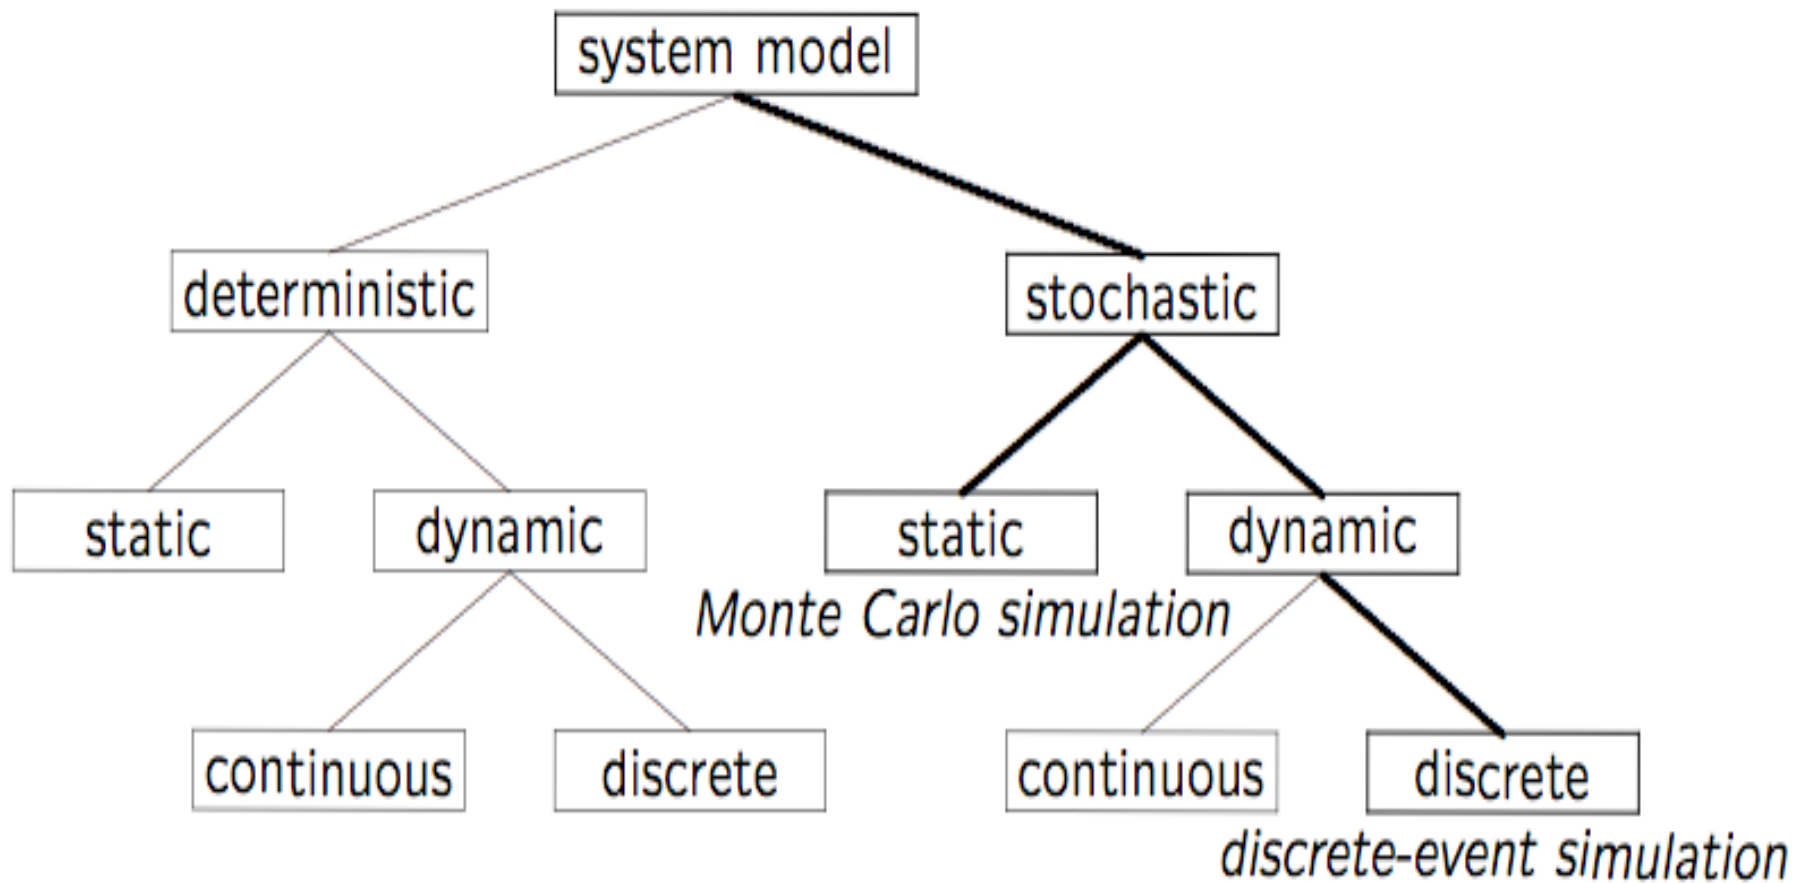 system model
deterministic
stochastic
static
dynamic
static
dynamic
Monte Carlo simulation
continuous
discrete
continuous
discrete
discrete-event simulation